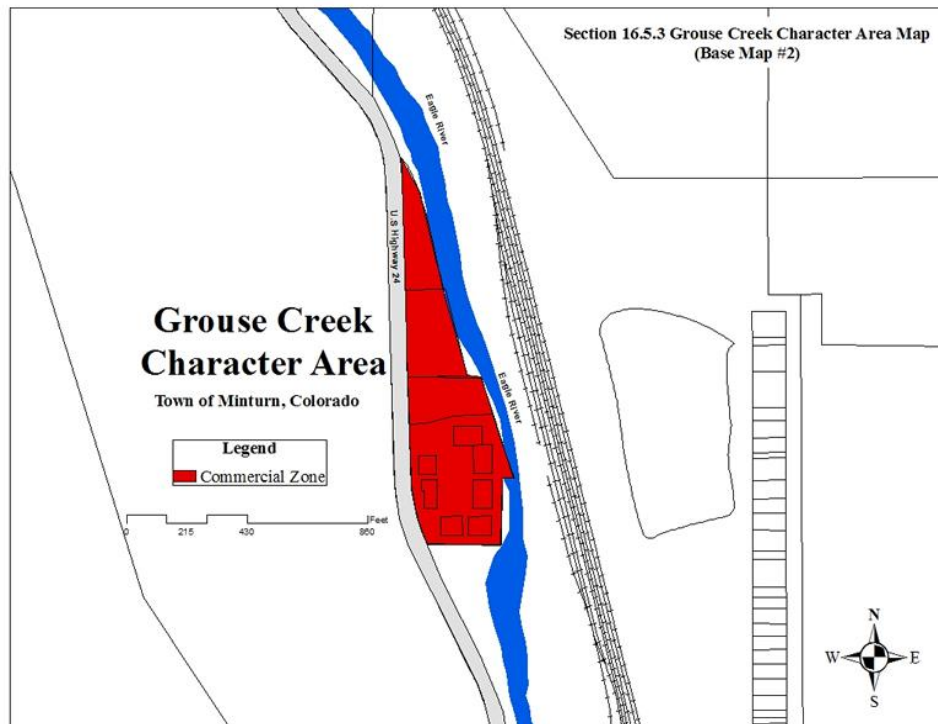 Section 16.5.3 Grouse Creek Character Area Map
(Base Map #2)
Eagle River
U.S Highway 24
Grouse Creek
Character Area
Town of Minturn, Colorado
Eagle River
Legend
Commercial Zone
Feet
0 215 430 860
N
W E
S